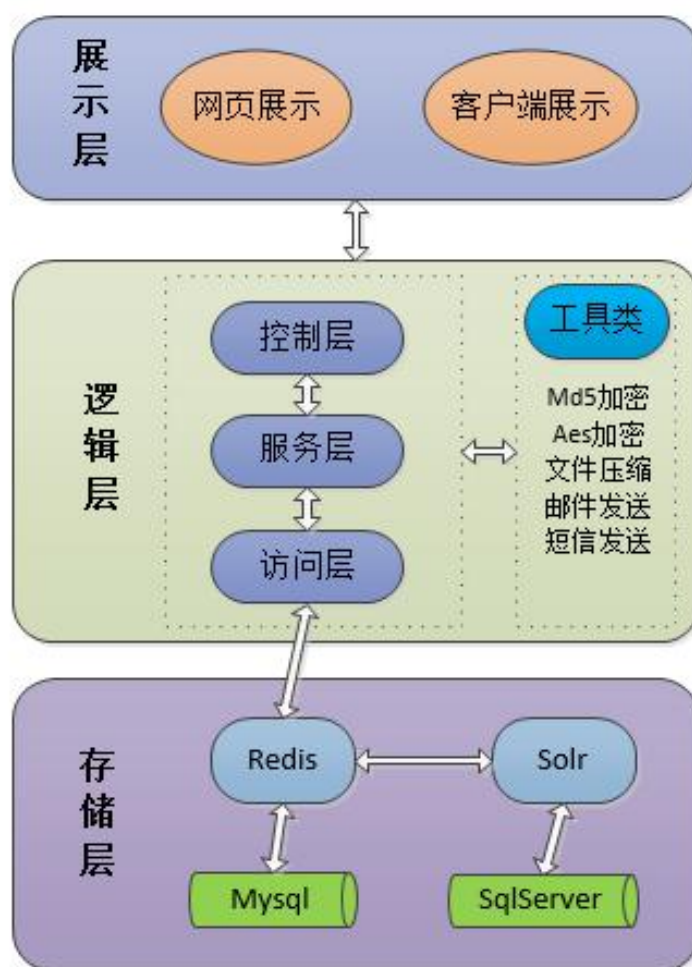 展示层
网页展示
客户端展示
逻辑层
控制层
服务层
访问层
工具类
Md5加密
Aes加密
文件压缩
邮件发送
短信发送
存储层
Redis
Solr
Mysql
SqlServer